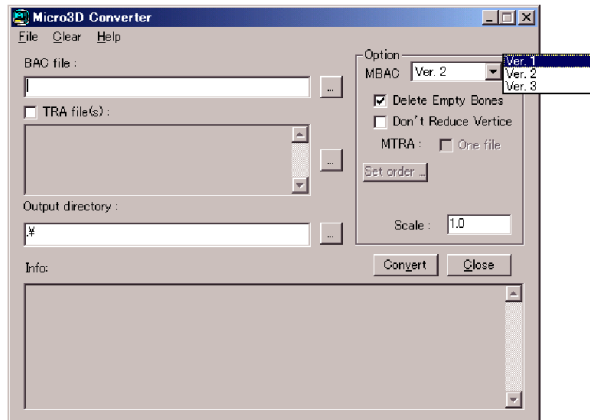 Micro3D Converter
File Clear Help
BAC file :
...
TRA file(s) :
...
Output directory :
.¥
...
Option
MBAC Ver. 2
Ver. 1
Ver. 2
Ver. 3
Delete Empty Bones
Don't Reduce Vertice
MTRA : One file
Set order ...
Scale : 1.0
Convert Close
Info: